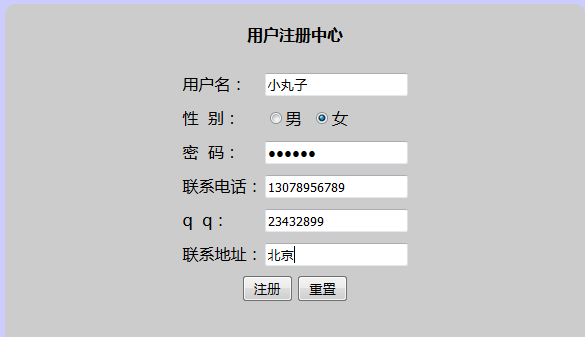 用户注册中心
用户名： 小丸子
性 别： 男 女
密 码： ●●●●●●
联系电话： 13078956789
q q： 23432899
联系地址： 北京
注册 重置